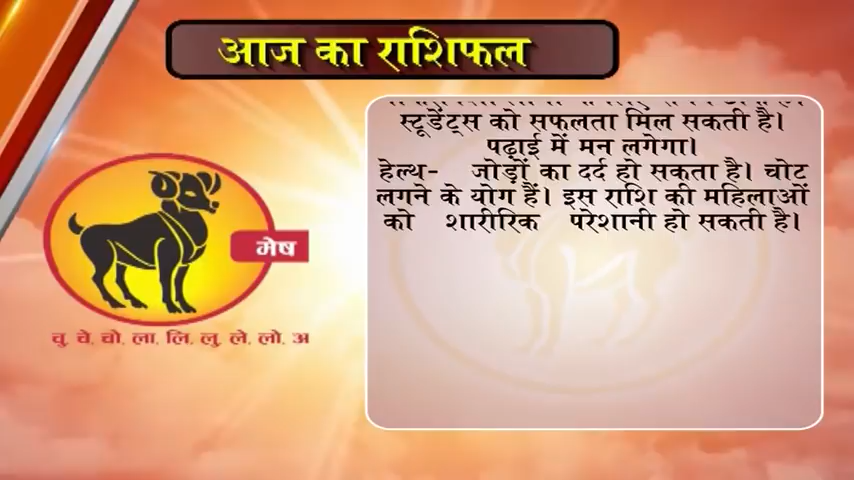 आज का राशिफल
स्टूडेंट्स को सफलता मिल सकती है।
पढ़ाई में मन लगेगा।
हेल्थ- जोड़ों का दर्द हो सकता है। चोट
लगने के योग हैं। इस राशि की महिलाओं
को शारीरिक परेशानी हो सकती है।
मेष
चु, चे, चो, ला, लि, लु, ले, लो, अ